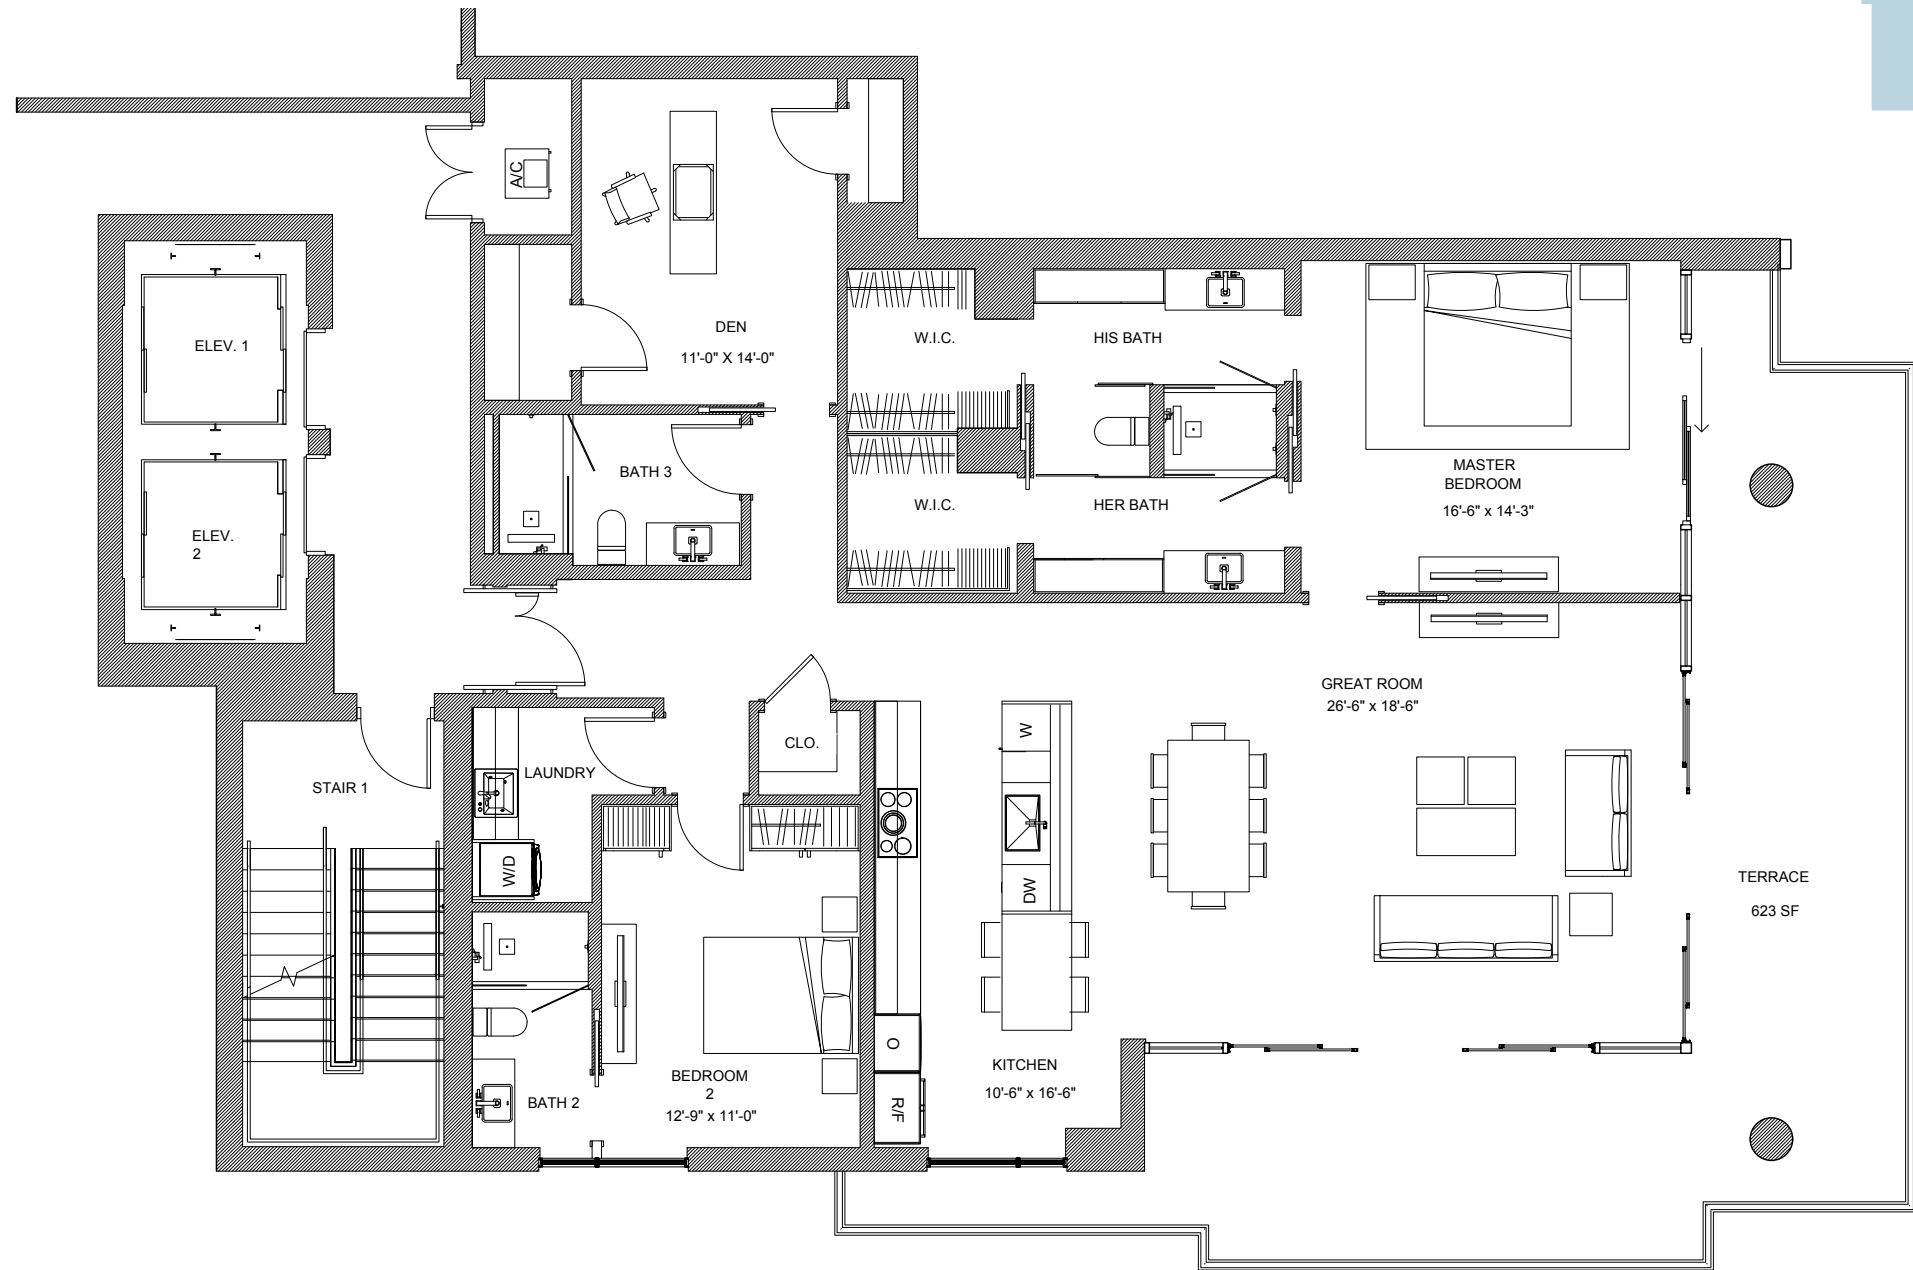 A/C
ELEV. 1
DEN
11'-0" X 14'-0"
W.I.C.
HIS BATH
MASTER
BEDROOM
16'-6" x 14'-3"
BATH 3
W.I.C.
HER BATH
ELEV.
2
GREAT ROOM
26'-6" x 18'-6"
CLO.
W
LAUNDRY
STAIR 1
W/D
DW
TERRACE
623 SF
O
KITCHEN
10'-6" x 16'-6"
R/F
BEDROOM
2
12'-9" x 11'-0"
BATH 2